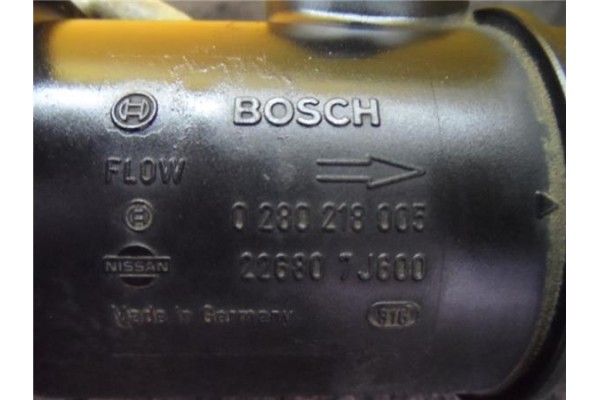 BOSCH
FLOW
0 280 218 005
NISSAN 22680 7J600
Made in Germany